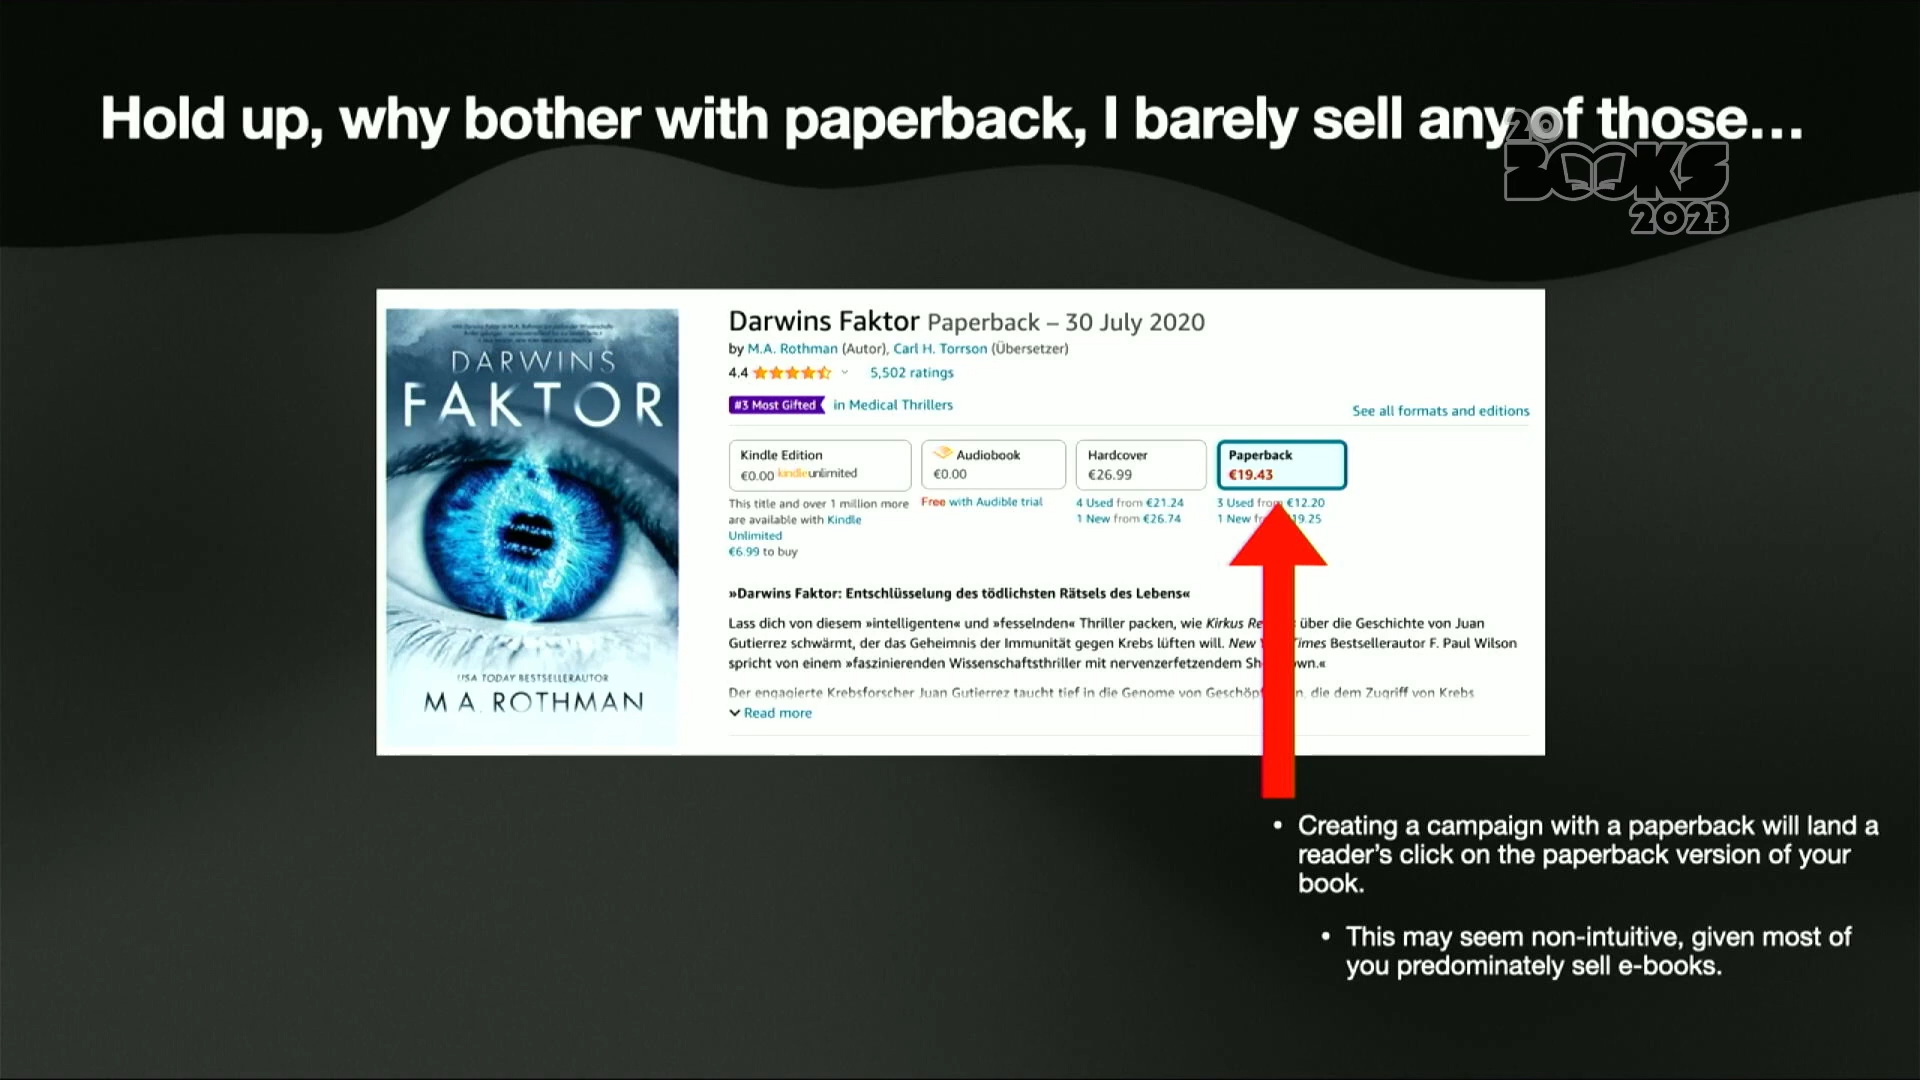 Hold up, why bother with paperback, I barely sell any of those...
20
BOOKS
2023
DARWINS
FAKTOR
USA TODAY BESTSELLERAUTOR
M.A. ROTHMAN
Darwins Faktor Paperback – 30 July 2020
by M.A. Rothman (Autor), Carl H. Torrson (Übersetzer)
4.4 5,502 ratings
#3 Most Gifted in Medical Thrillers
See all formats and editions
Kindle Edition
€0.00 kindleunlimited
This title and over 1 million more
are available with Kindle
Unlimited
€6.99 to buy
Audiobook
€0.00
Free with Audible trial
Hardcover
€26.99
4 Used from €21.24
1 New from €26.74
Paperback
€19.43
3 Used from €12.20
1 New 19.25
»Darwins Faktor: Entschlüsselung des tödlichsten Rätsels des Lebens«
Lass dich von diesem »intelligenten« und »fesselnden« Thriller packen, wie Kirkus über die Geschichte von Juan
Gutierrez schwärmt, der das Geheimnis der Immunität gegen Krebs lüften will. New Times Bestsellerautor F. Paul Wilson
spricht von einem »faszinierenden Wissenschaftsthriller mit nervenzerfetzendem
Der engagierte Krebsforscher Juan Gutierrez taucht tief in die Genome von die dem Zugriff von Krebs
Read more
• Creating a campaign with a paperback will land a
reader's click on the paperback version of your
book.
• This may seem non-intuitive, given most of
you predominately sell e-books.